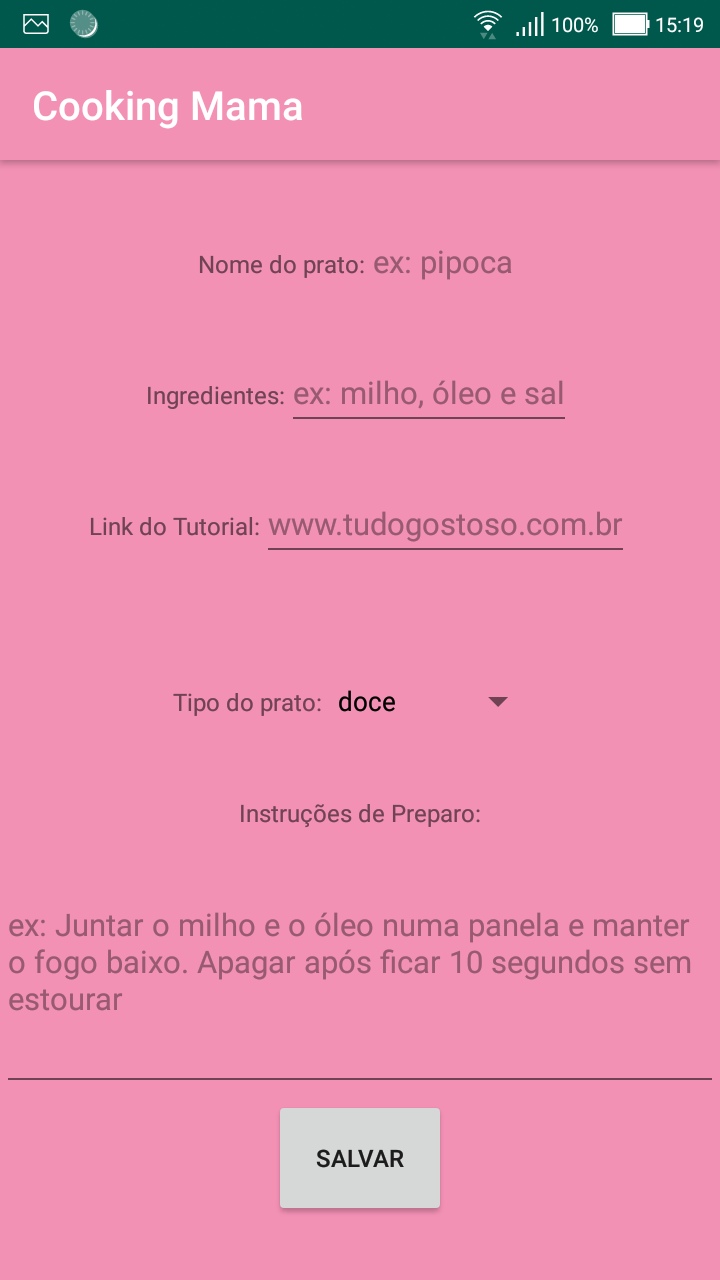 100% 15:19
Cooking Mama
Nome do prato: ex: pipoca
Ingredientes: ex: milho, óleo e sal
Link do Tutorial: www.tudogostoso.com.br
Tipo do prato: doce
Instruções de Preparo:
ex: Juntar o milho e o óleo numa panela e manter
o fogo baixo. Apagar após ficar 10 segundos sem
estourar
SALVAR